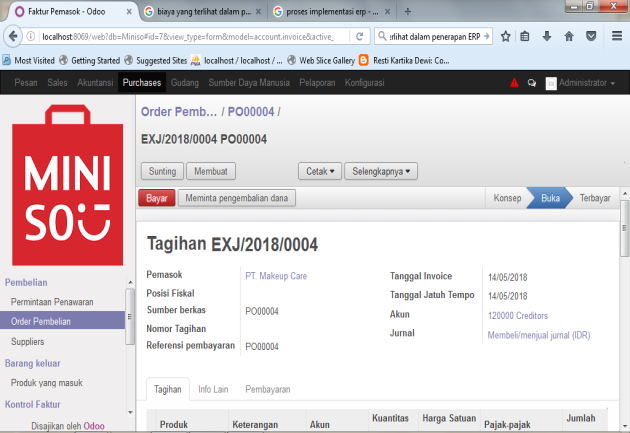 Faktur Pemasok - Odoo
biaya yang terlihat dalam p...
proses implementasi erp - ...
localhost:8069/web?db=Miniso#id=7&view_type=form&model=account.invoice&active_
:rlihat dalam penerapan ERP
Most Visited Getting Started Suggested Sites localhost / localhost / ... Web Slice Gallery Resti Kartika Dewi: Co...
Pesan Sales Akuntansi Purchases Gudang Sumber Daya Manusia Pelaporan Konfigurasi Administrator
MINI
SO
Order Pemb... / PO00004 /
EXJ/2018/0004 PO00004
Sunting Membuat Cetak Selengkapnya
Bayar Meminta pengembalian dana Konsep Buka Terbayar
Tagihan EXJ/2018/0004
Pemasok PT. Makeup Care Tanggal Invoice 14/05/2018
Posisi Fiskal Tanggal Jatuh Tempo 14/05/2018
Sumber berkas PO00004 Akun 120000 Creditors
Nomor Tagihan Jurnal Membeli/menjual jurnal (IDR)
Referensi pembayaran PO00004
Tagihan Info Lain Pembayaran
Produk Keterangan Akun Kuantitas Harga Satuan Pajak-pajak Jumlah
Pembelian
Permintaan Penawaran
Order Pembelian
Suppliers
Barang keluar
Produk yang masuk
Kontrol Faktur
Disajikan oleh Odoo